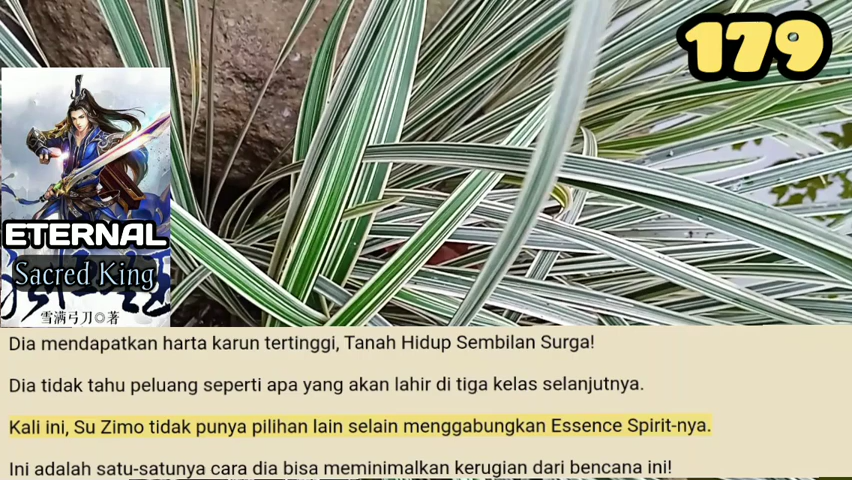 179
ETERNAL
Sacred King
雪满弓刀◎著
Dia mendapatkan harta karun tertinggi, Tanah Hidup Sembilan Surga!
Dia tidak tahu peluang seperti apa yang akan lahir di tiga kelas selanjutnya.
Kali ini, Su Zimo tidak punya pilihan lain selain menggabungkan Essence Spirit-nya.
Ini adalah satu-satunya cara dia bisa meminimalkan kerugian dari bencana ini!